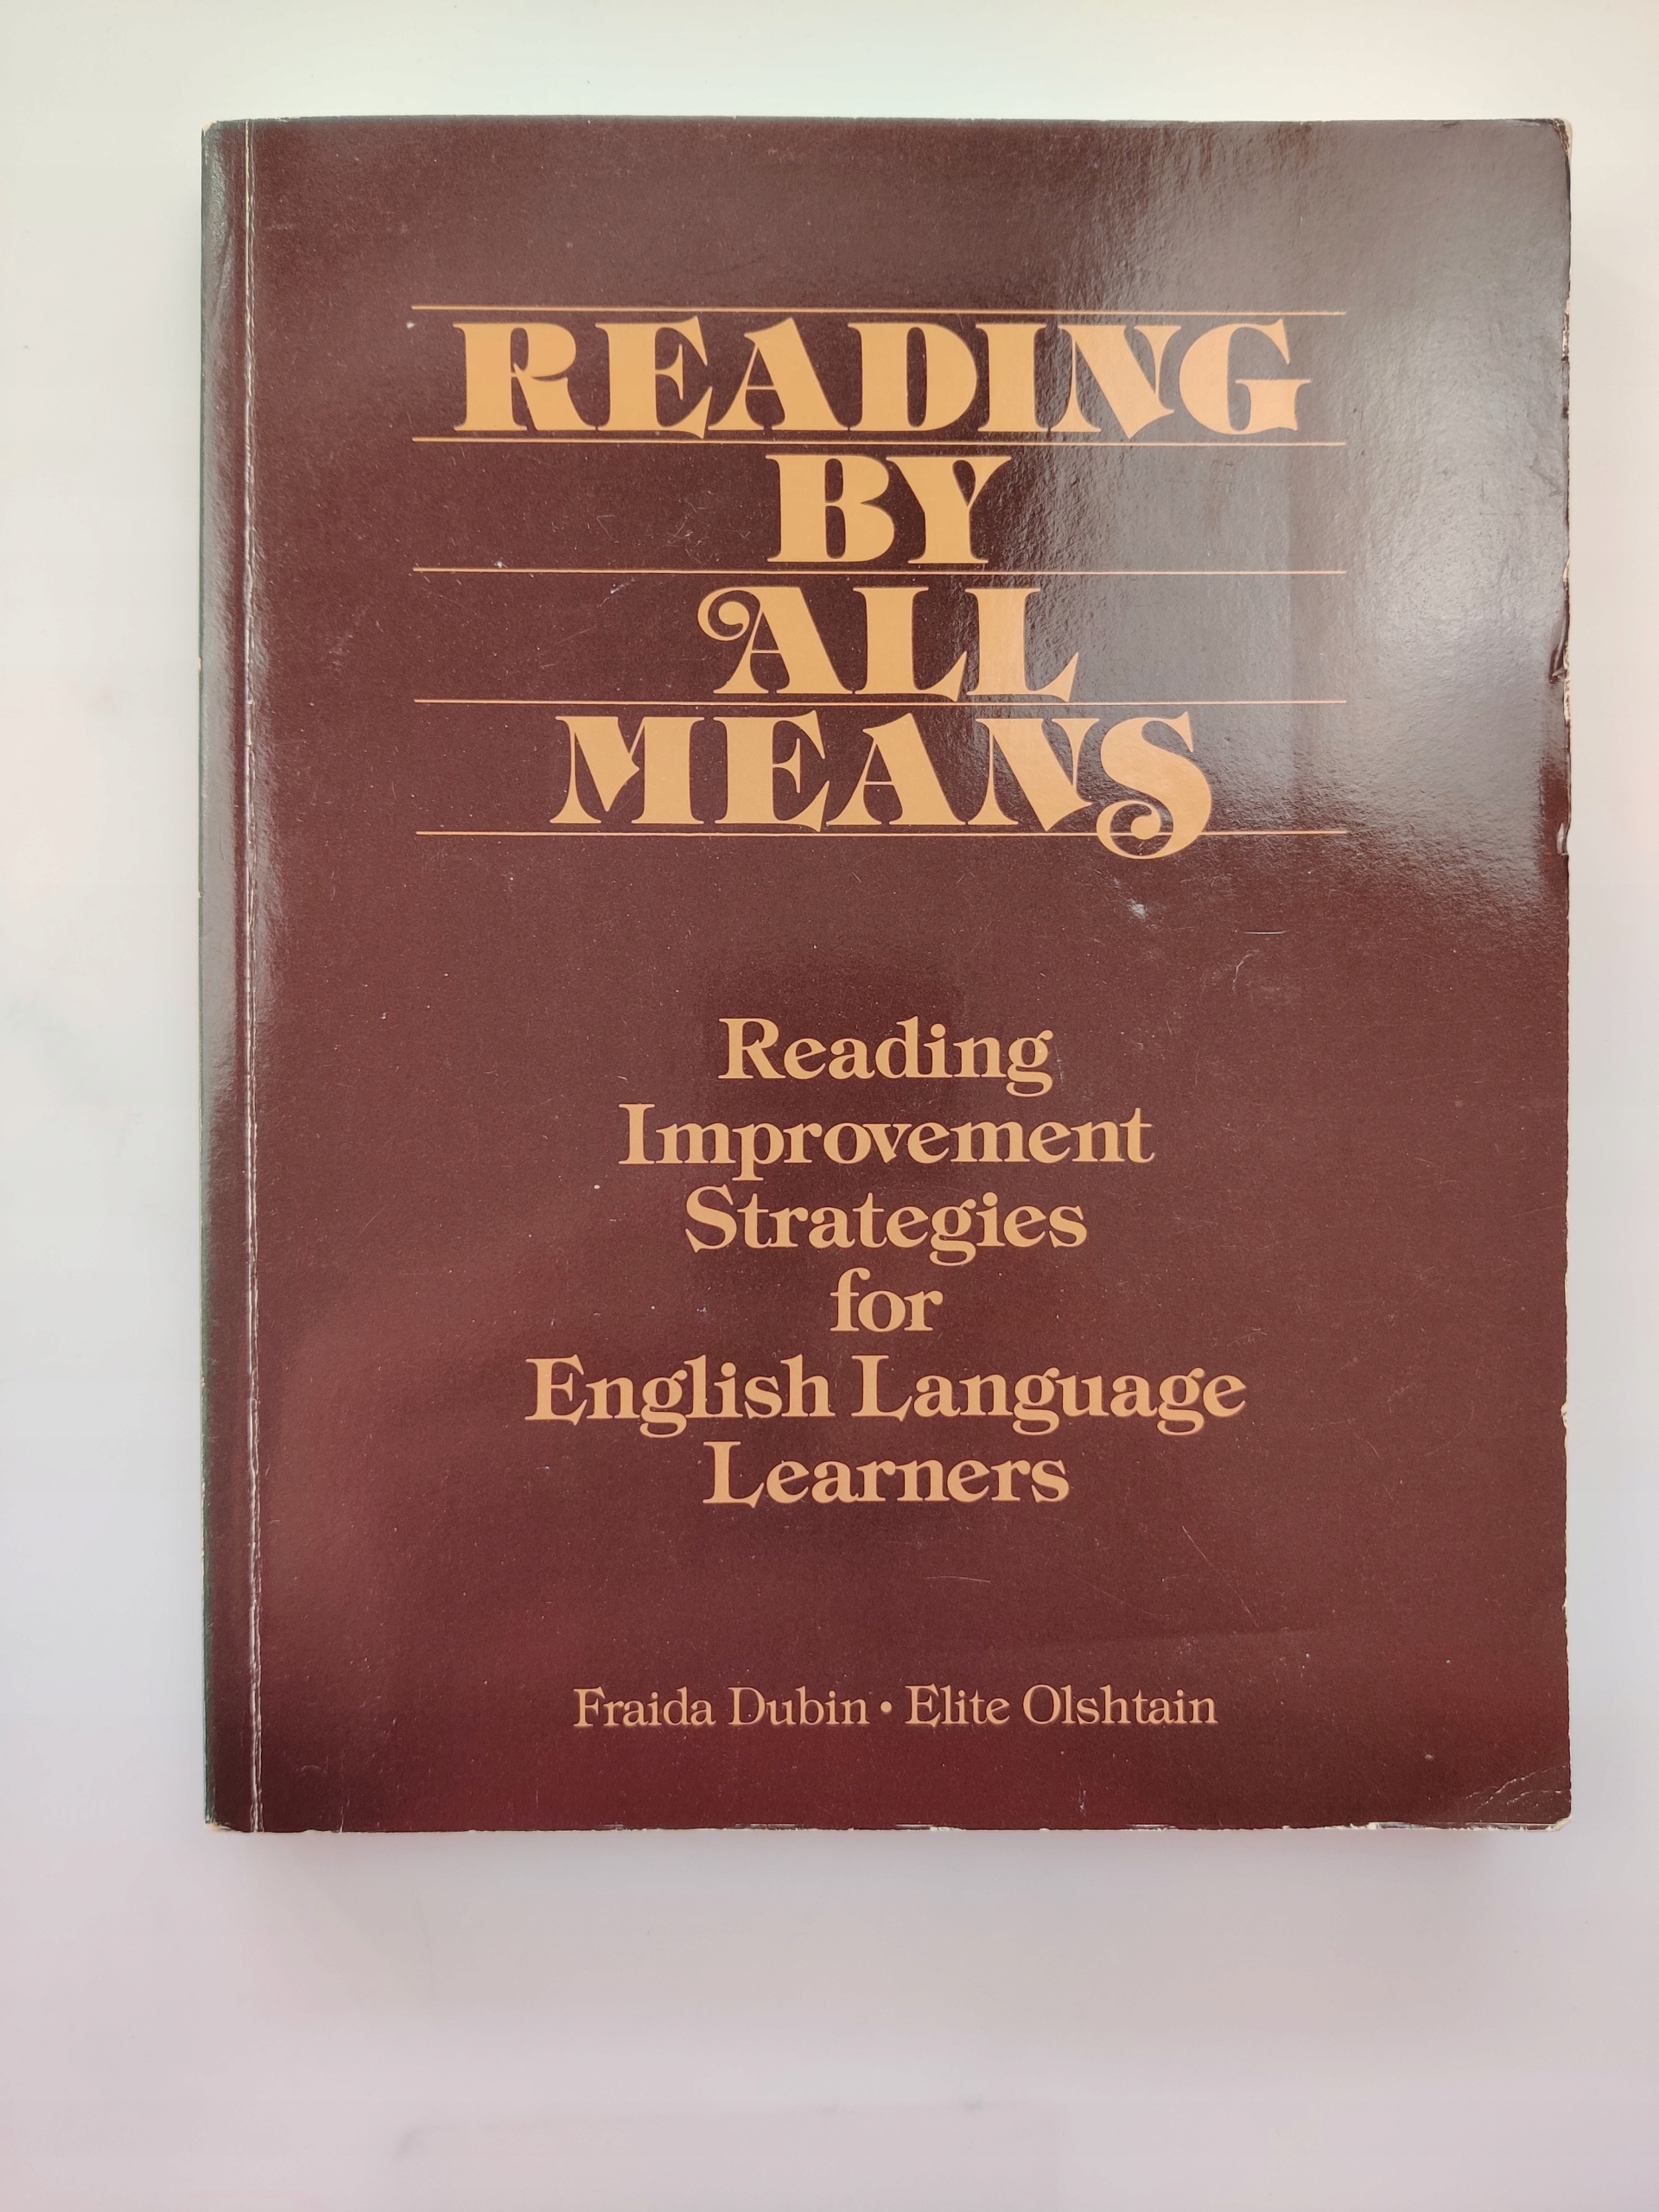 READING
BY
ALL
MEANS
Reading
Improvement
Strategies
for
English Language
Learners
Fraida Dubin • Elite Olshtain